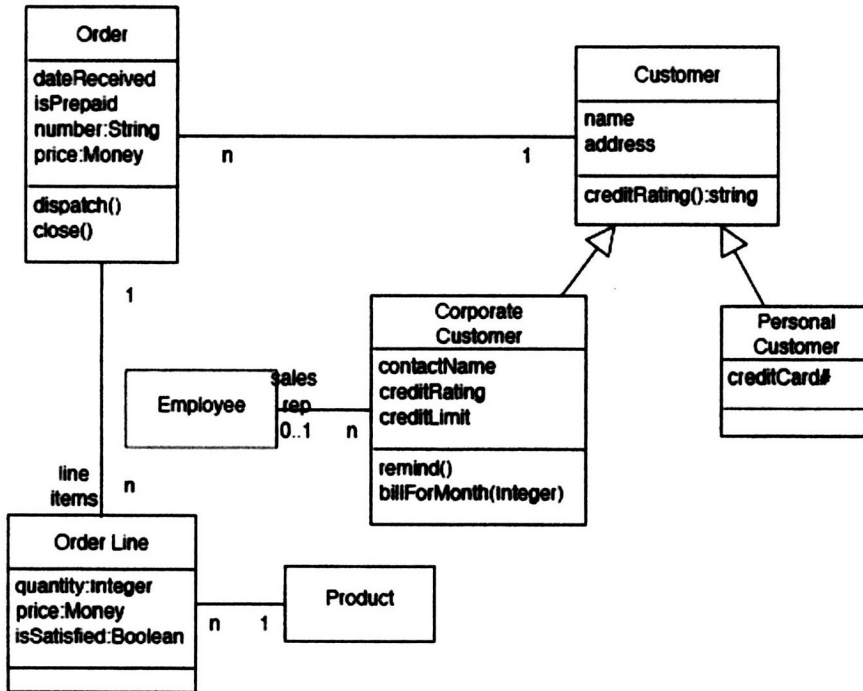 Order
dateReceived
isPrepaid
number:String
price:Money
dispatch()
close()
Customer
name
address
creditRating():string
n
1
1
Corporate
Customer
contactName
creditRating
creditLimit
remind()
billForMonth(Integer)
Personal
Customer
creditCard#
Employee
sales
rep
0..1
n
line
items
n
Order Line
quantity:Integer
price:Money
isSatisfied:Boolean
n
1
Product